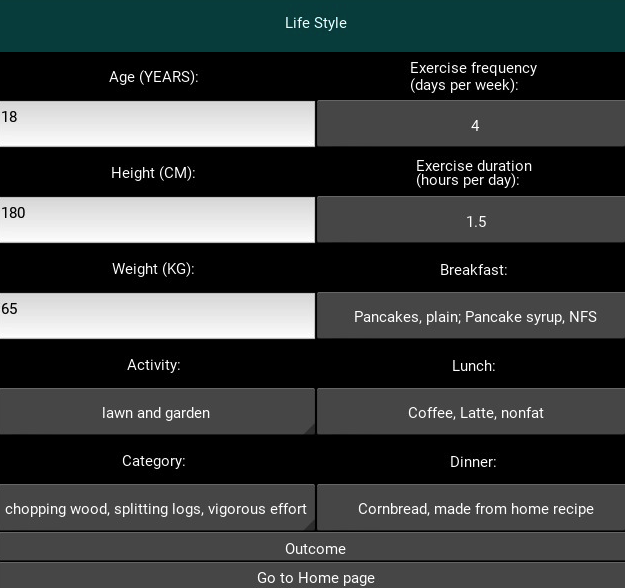 Life Style
Age (YEARS):
18
Height (CM):
180
Weight (KG):
65
Activity:
lawn and garden
Category:
chopping wood, splitting logs, vigorous effort
Exercise frequency
(days per week):
4
Exercise duration
(hours per day):
1.5
Breakfast:
Pancakes, plain; Pancake syrup, NFS
Lunch:
Coffee, Latte, nonfat
Dinner:
Cornbread, made from home recipe
Outcome
Go to Home page